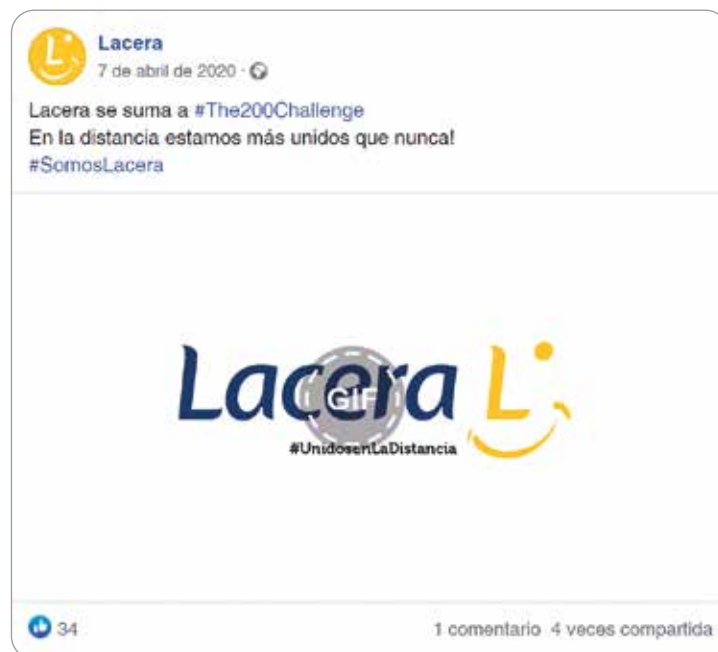 Lacera
7 de abril de 2020 ·
Lacera se suma a #The200Challenge
En la distancia estamos más unidos que nunca!
#SomosLacera
Lacera L
GIF
#UnidosenLaDistancia
34
1 comentario 4 veces compartida